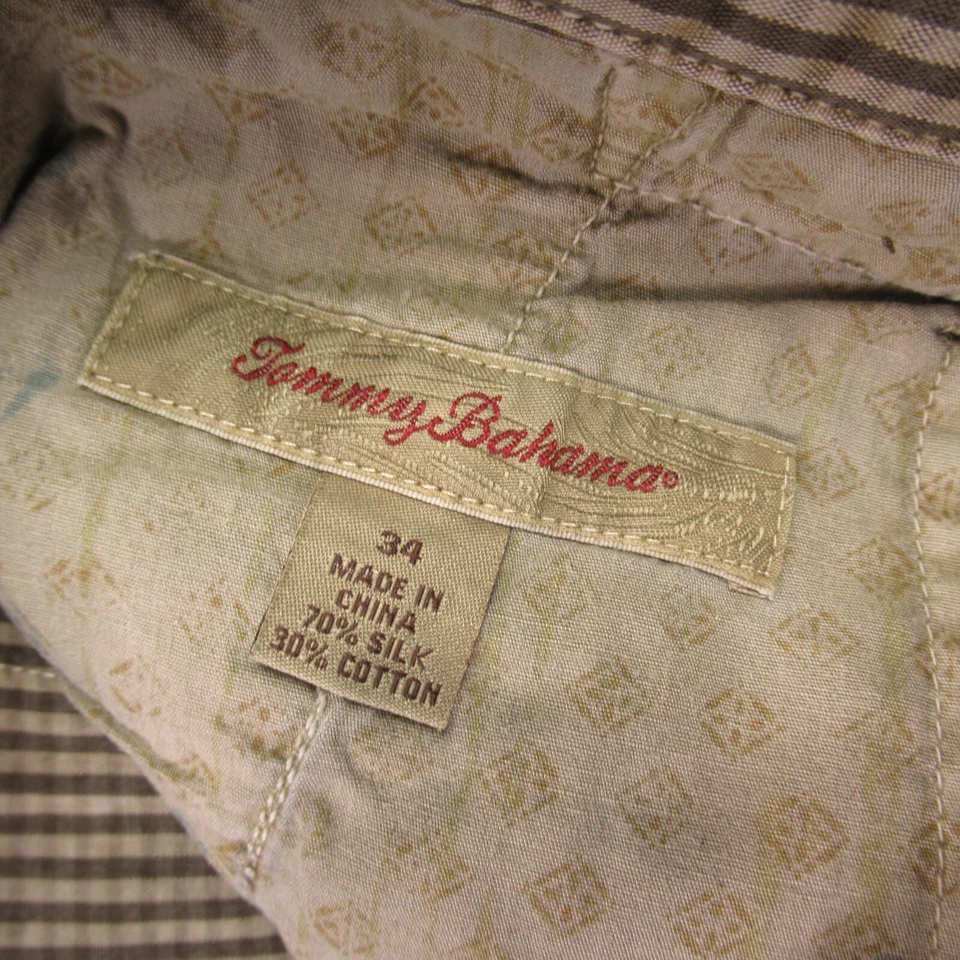 Tommy Bahama®
34
MADE IN
CHINA
70% SILK
30% COTTON